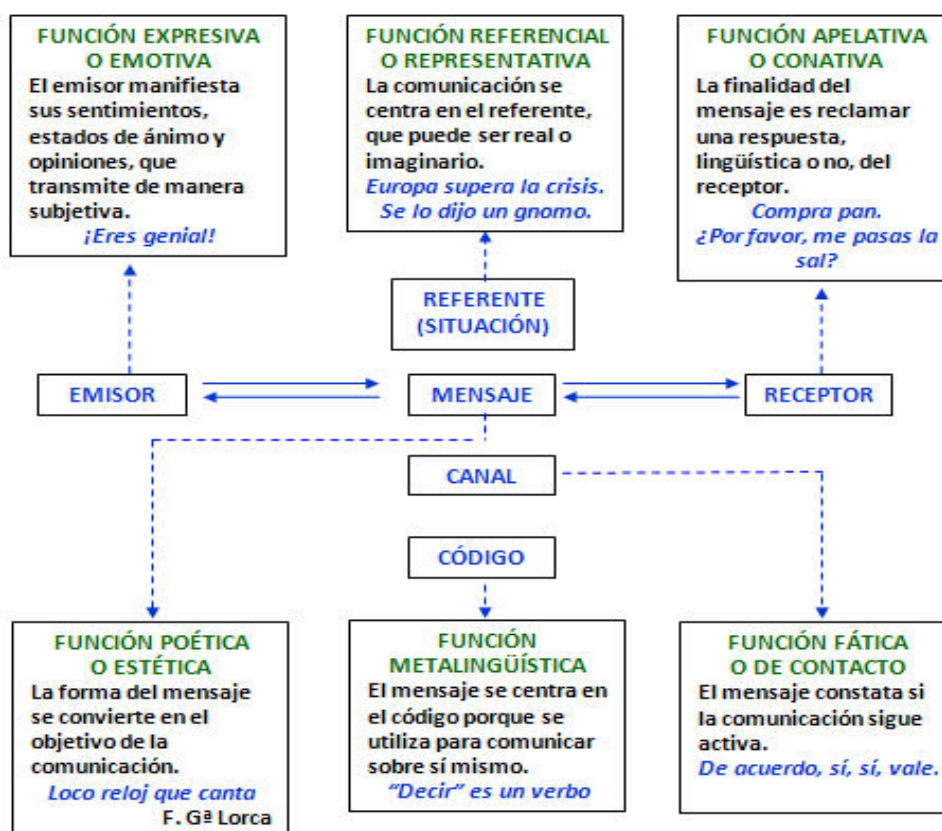 FUNCIÓN EXPRESIVA
O EMOTIVA
El emisor manifiesta
sus sentimientos,
estados de ánimo y
opiniones, que
transmite de manera
subjetiva.
¡Eres genial!
FUNCIÓN REFERENCIAL
O REPRESENTATIVA
La comunicación se
centra en el referente,
que puede ser real o
imaginario.
Europa supera la crisis.
Se lo dijo un gnomo.
FUNCIÓN APELATIVA
O CONATIVA
La finalidad del
mensaje es reclamar
una respuesta,
lingüística o no, del
receptor.
Compra pan.
¿Por favor, me pasas la
sal?
REFERENTE
(SITUACIÓN)
EMISOR
MENSAJE
RECEPTOR
CANAL
CÓDIGO
FUNCIÓN POÉTICA
O ESTÉTICA
La forma del mensaje
se convierte en el
objetivo de la
comunicación.
Loco reloj que canta
F. Gª Lorca
FUNCIÓN
METALINGÜÍSTICA
El mensaje se centra en
el código porque se
utiliza para comunicar
sobre sí mismo.
“Decir” es un verbo
FUNCIÓN FÁTICA
O DE CONTACTO
El mensaje constata si
la comunicación sigue
activa.
De acuerdo, sí, sí, vale.